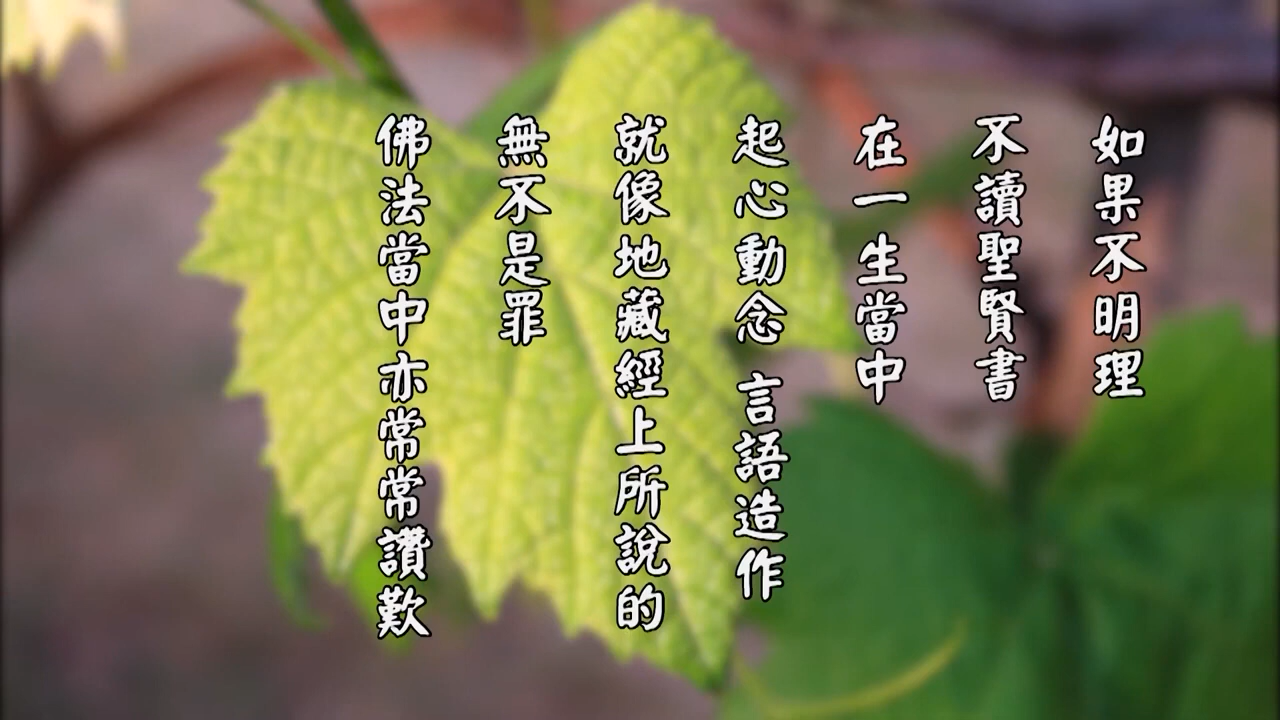 如果不明理
不讀聖賢書
在一生當中
起心動念 言語造作
就像地藏經上所說的
無不是罪
佛法當中亦常常讚歎